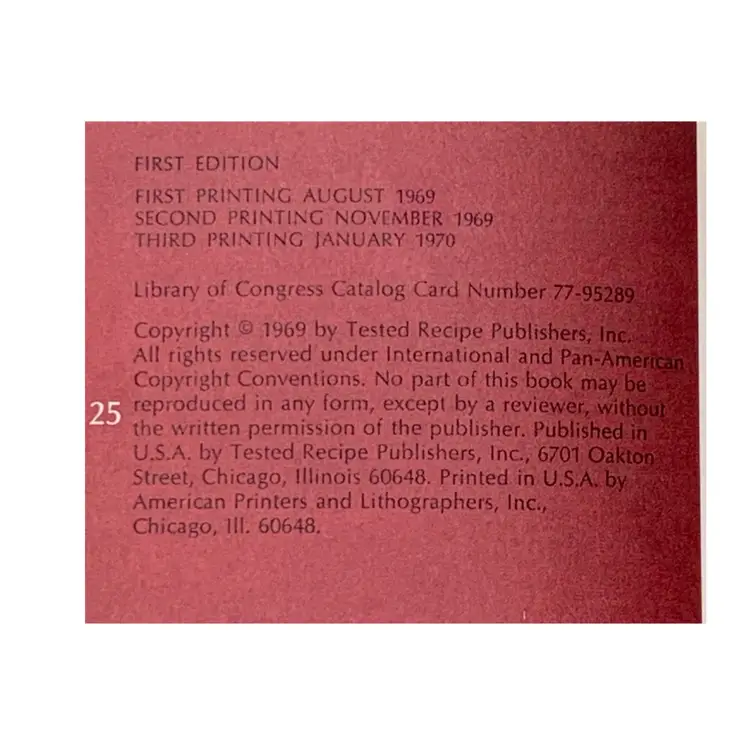 FIRST EDITION
FIRST PRINTING AUGUST 1969
SECOND PRINTING NOVEMBER 1969
THIRD PRINTING JANUARY 1970
Library of Congress Catalog Card Number 77-95289
Copyright © 1969 by Tested Recipe Publishers, Inc.
All rights reserved under International and Pan-American
Copyright Conventions. No part of this book may be
25 reproduced in any form, except by a reviewer, without
the written permission of the publisher. Published in
U.S.A. by Tested Recipe Publishers, Inc., 6701 Oakton
Street, Chicago, Illinois 60648. Printed in U.S.A. by
American Printers and Lithographers, Inc.,
Chicago, Ill. 60648.